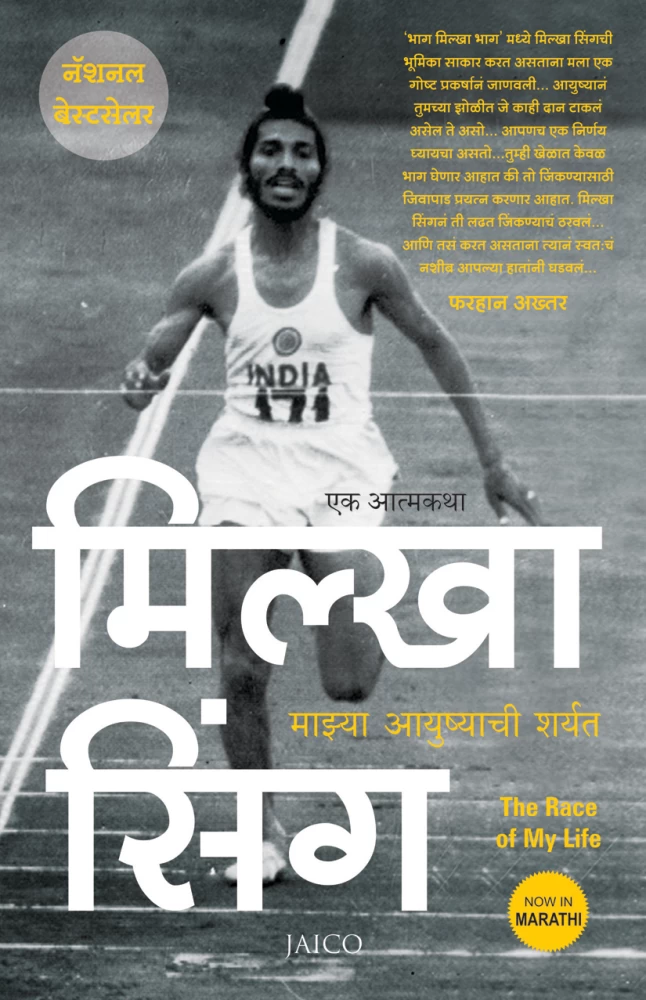 नॅशनल
बेस्टसेलर
‘भाग मिल्खा भाग’ मध्ये मिल्खा सिंगची
भूमिका साकार करत असताना मला एक
गोष्ट प्रकर्षानं जाणवली... आयुष्यानं
तुमच्या झोळीत जे काही दान टाकलं
असेल ते असो... आपणच एक निर्णय
घ्यायचा असतो...तुम्ही खेळात केवळ
भाग घेणार आहात की तो जिंकण्यासाठी
जिवापाड प्रयत्न करणार आहात. मिल्खा
सिंगनं ती लढत जिंकण्याचं ठरवलं...
आणि तसं करत असताना त्यानं स्वतःचं
नशीब आपल्या हातांनी घडवलं...
फरहान अख्तर
INDIA
171
एक आत्मकथा
मिल्खा
माझ्या आयुष्याची शर्यत
सिंग
The Race
of My Life
NOW IN
MARATHI
JAICO